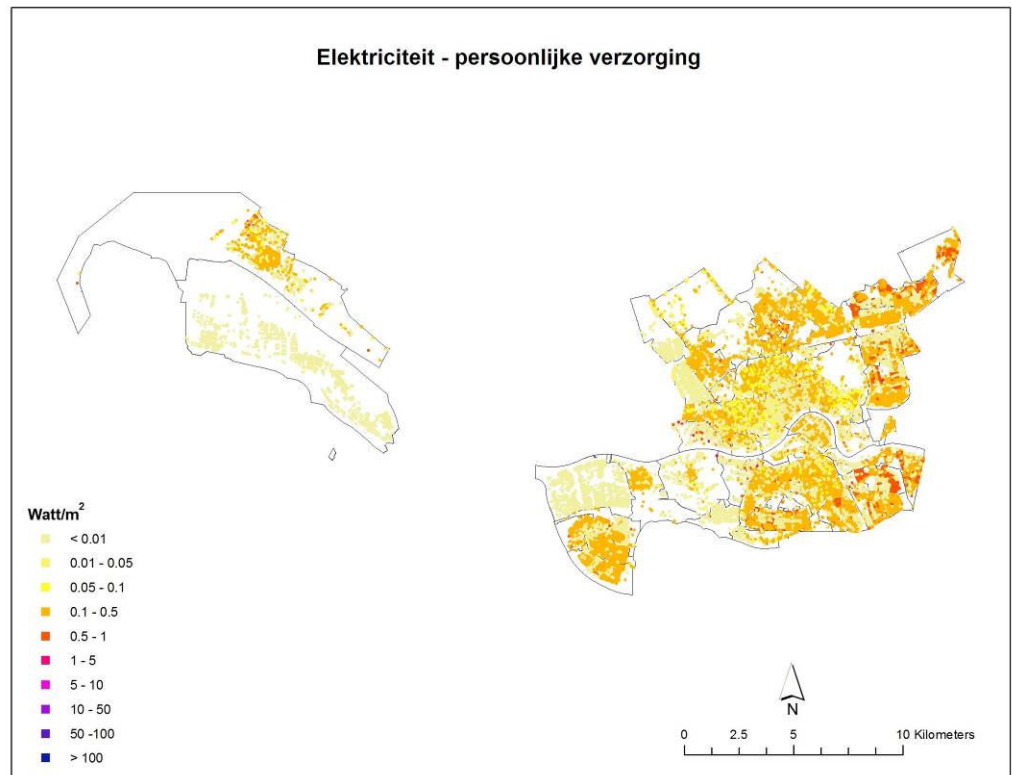 Elektriciteit - persoonlijke verzorging
Watt/m²
< 0.01
0.01 - 0.05
0.05 - 0.1
0.1 - 0.5
0.5 - 1
1 - 5
5 - 10
10 - 50
50 -100
> 100
N
0 2.5 5 10 Kilometers